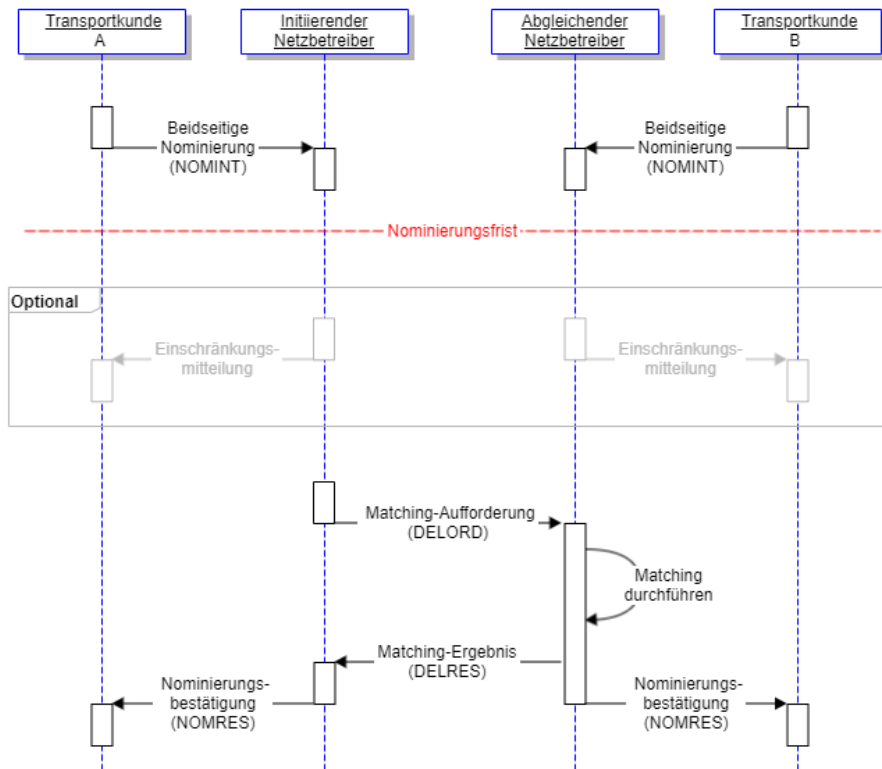 Transportkunde
A
Initiierender
Netzbetreiber
Abgleichender
Netzbetreiber
Transportkunde
B
Beidseitige
Nominierung
(NOMINT)
Beidseitige
Nominierung
(NOMINT)
Nominierungsfrist
Optional
Einschränkungs-
mitteilung
Einschränkungs-
mitteilung
Matching-Aufforderung
(DELORD)
Matching
durchführen
Matching-Ergebnis
(DELRES)
Nominierungs-
bestätigung
(NOMRES)
Nominierungs-
bestätigung
(NOMRES)